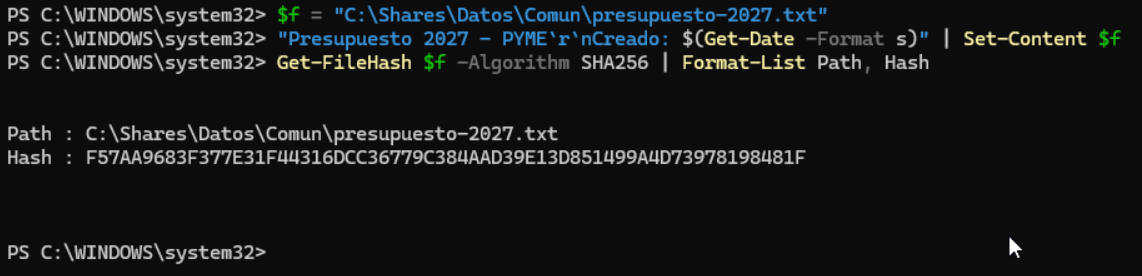 PS C:\WINDOWS\system32> $f = "C:\Shares\Datos\Comun\presupuesto-2027.txt"
PS C:\WINDOWS\system32> "Presupuesto 2027 - PYME`r`nCreado: $(Get-Date -Format s)" | Set-Content $f
PS C:\WINDOWS\system32> Get-FileHash $f -Algorithm SHA256 | Format-List Path, Hash
Path : C:\Shares\Datos\Comun\presupuesto-2027.txt
Hash : F57AA9683F377E31F44316DCC36779C384AAD39E13D851499A4D73978198481F
PS C:\WINDOWS\system32>